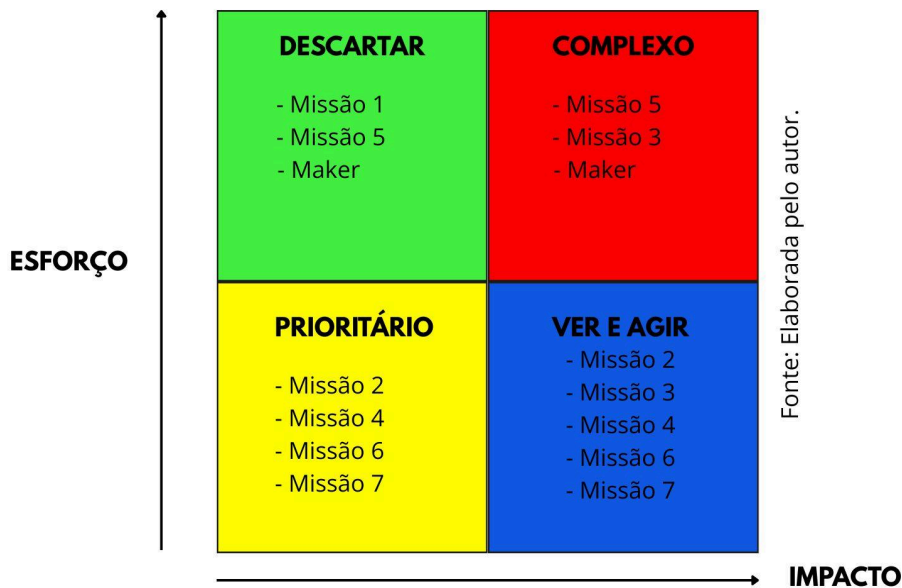 DESCARTAR
- Missão 1
- Missão 5
- Maker
COMPLEXO
- Missão 5
- Missão 3
- Maker
ESFORÇO
PRIORITÁRIO
- Missão 2
- Missão 4
- Missão 6
- Missão 7
VER E AGIR
- Missão 2
- Missão 3
- Missão 4
- Missão 6
- Missão 7
Fonte: Elaborada pelo autor.
IMPACTO